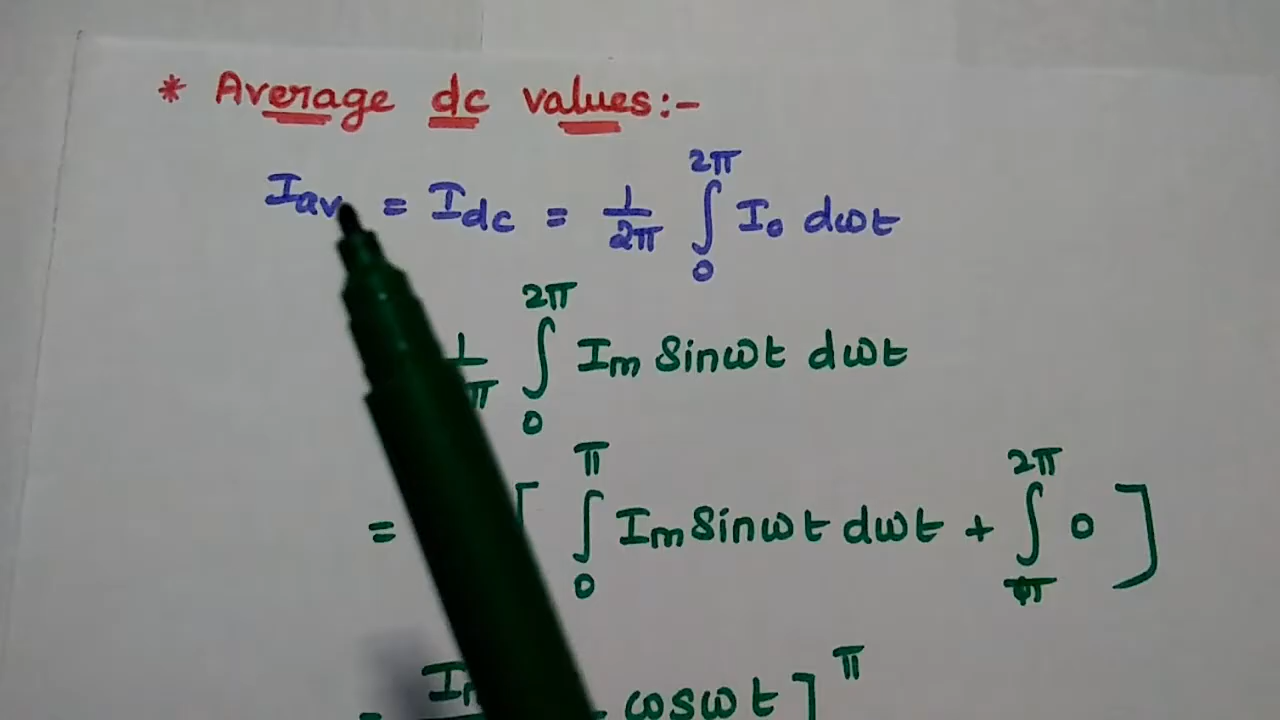 * Average dc values:-
Iav = Idc = 1/2π ∫₀^2π I₀ dωt
∫₀^2π Im Sinωt dωt
= [ ∫₀^π Im Sinωt dωt + ∫π^2π 0 ]
= cosωt ]^π